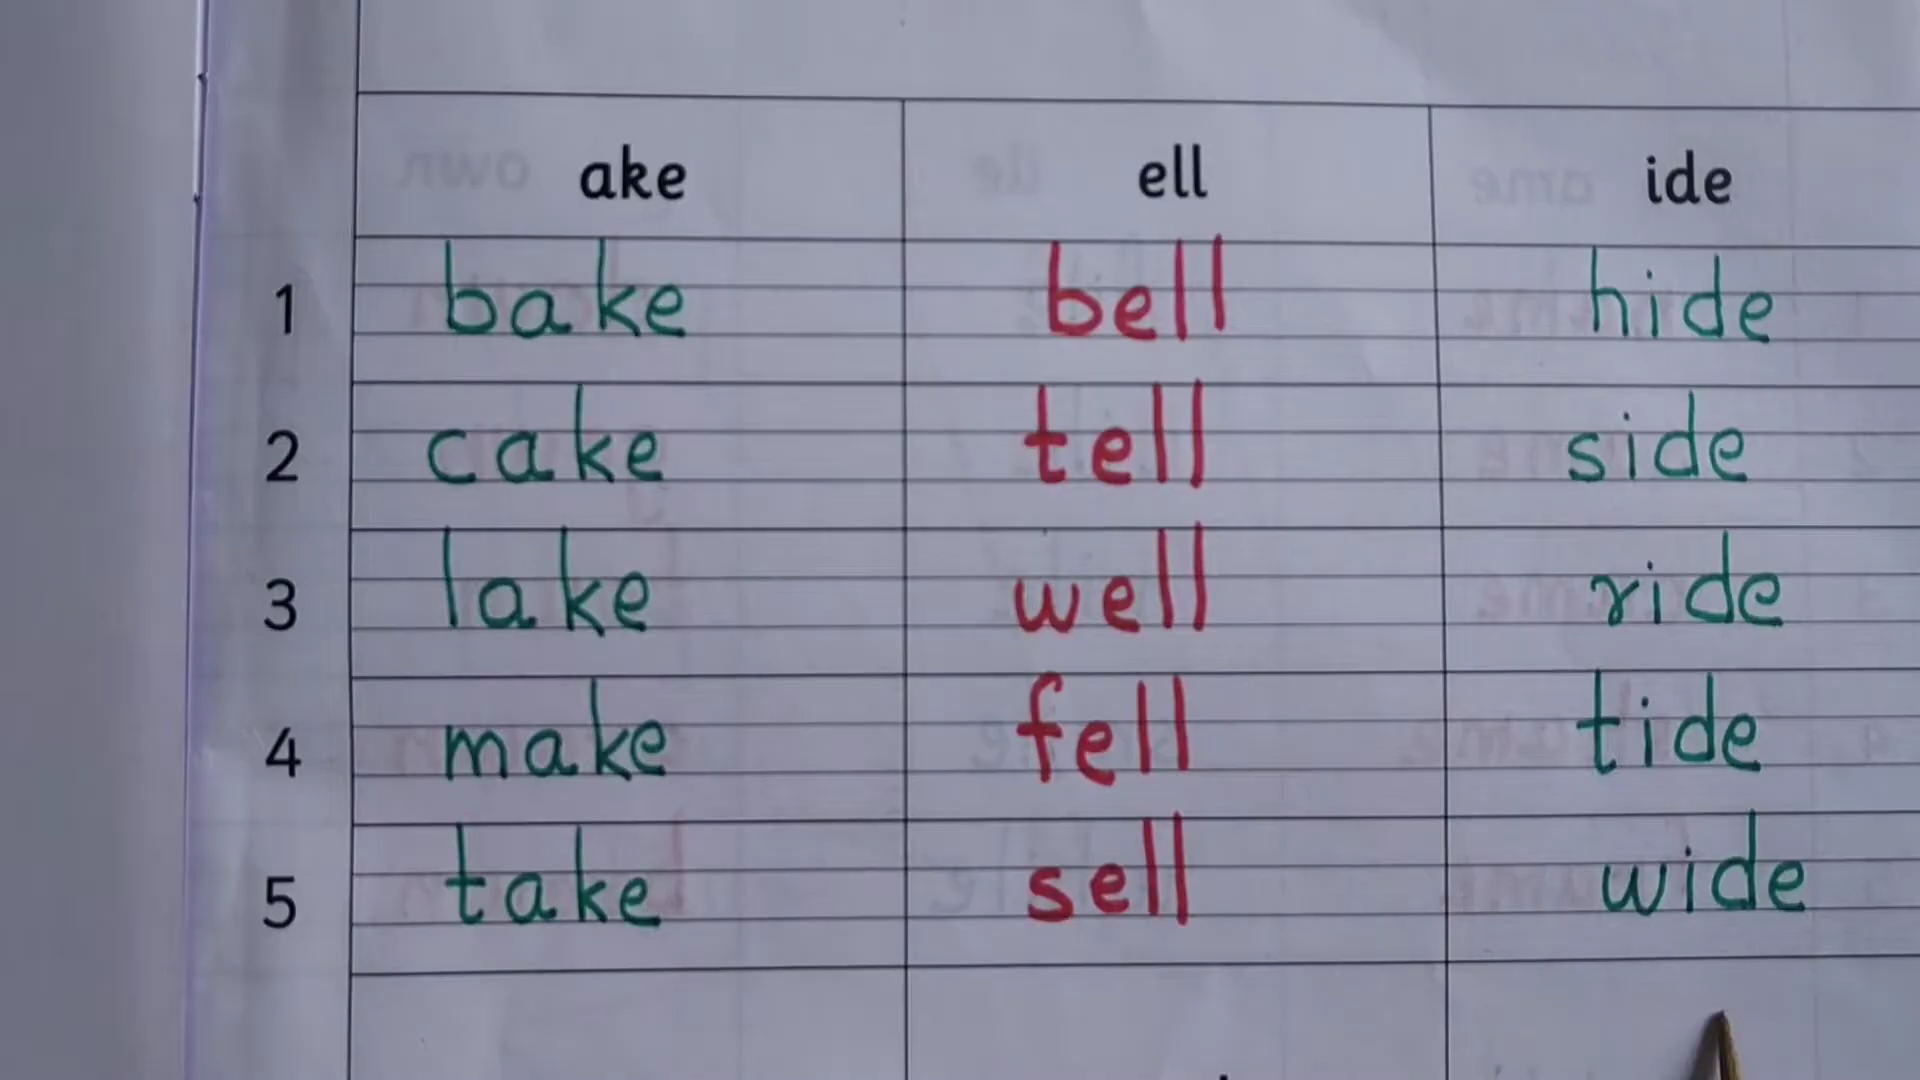 ake ell ide
1 bake bell hide
2 cake tell side
3 lake well ride
4 make fell tide
5 take sell wide